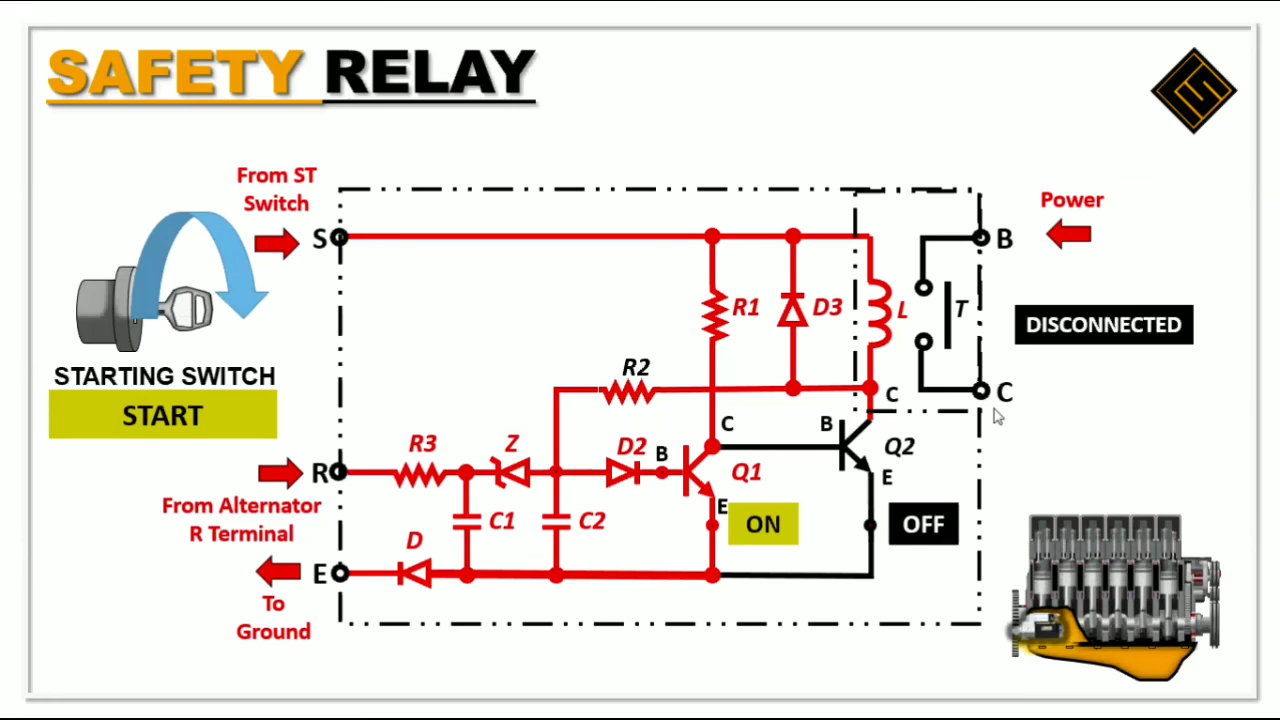 SAFETY RELAY
From ST
Switch
S
Power
B
R1
D3
L
T
DISCONNECTED
STARTING SWITCH
START
R2
C
C
C
B
R3
Z
D2
B
Q1
Q2
E
R
From Alternator
R Terminal
C1
C2
E
ON
OFF
D
E
To
Ground